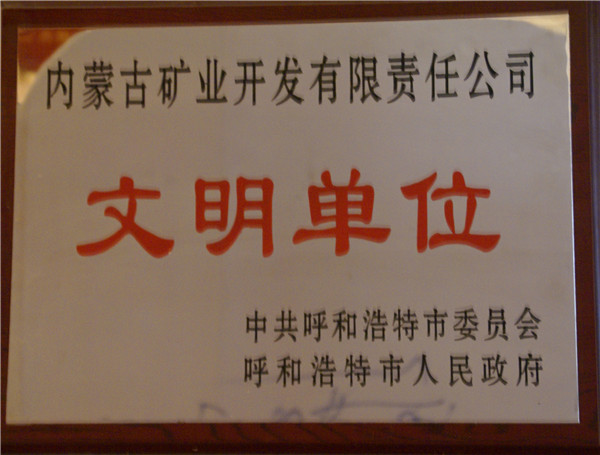 内蒙古矿业开发有限责任公司
文明单位
中共呼和浩特市委员会
呼和浩特市人民政府